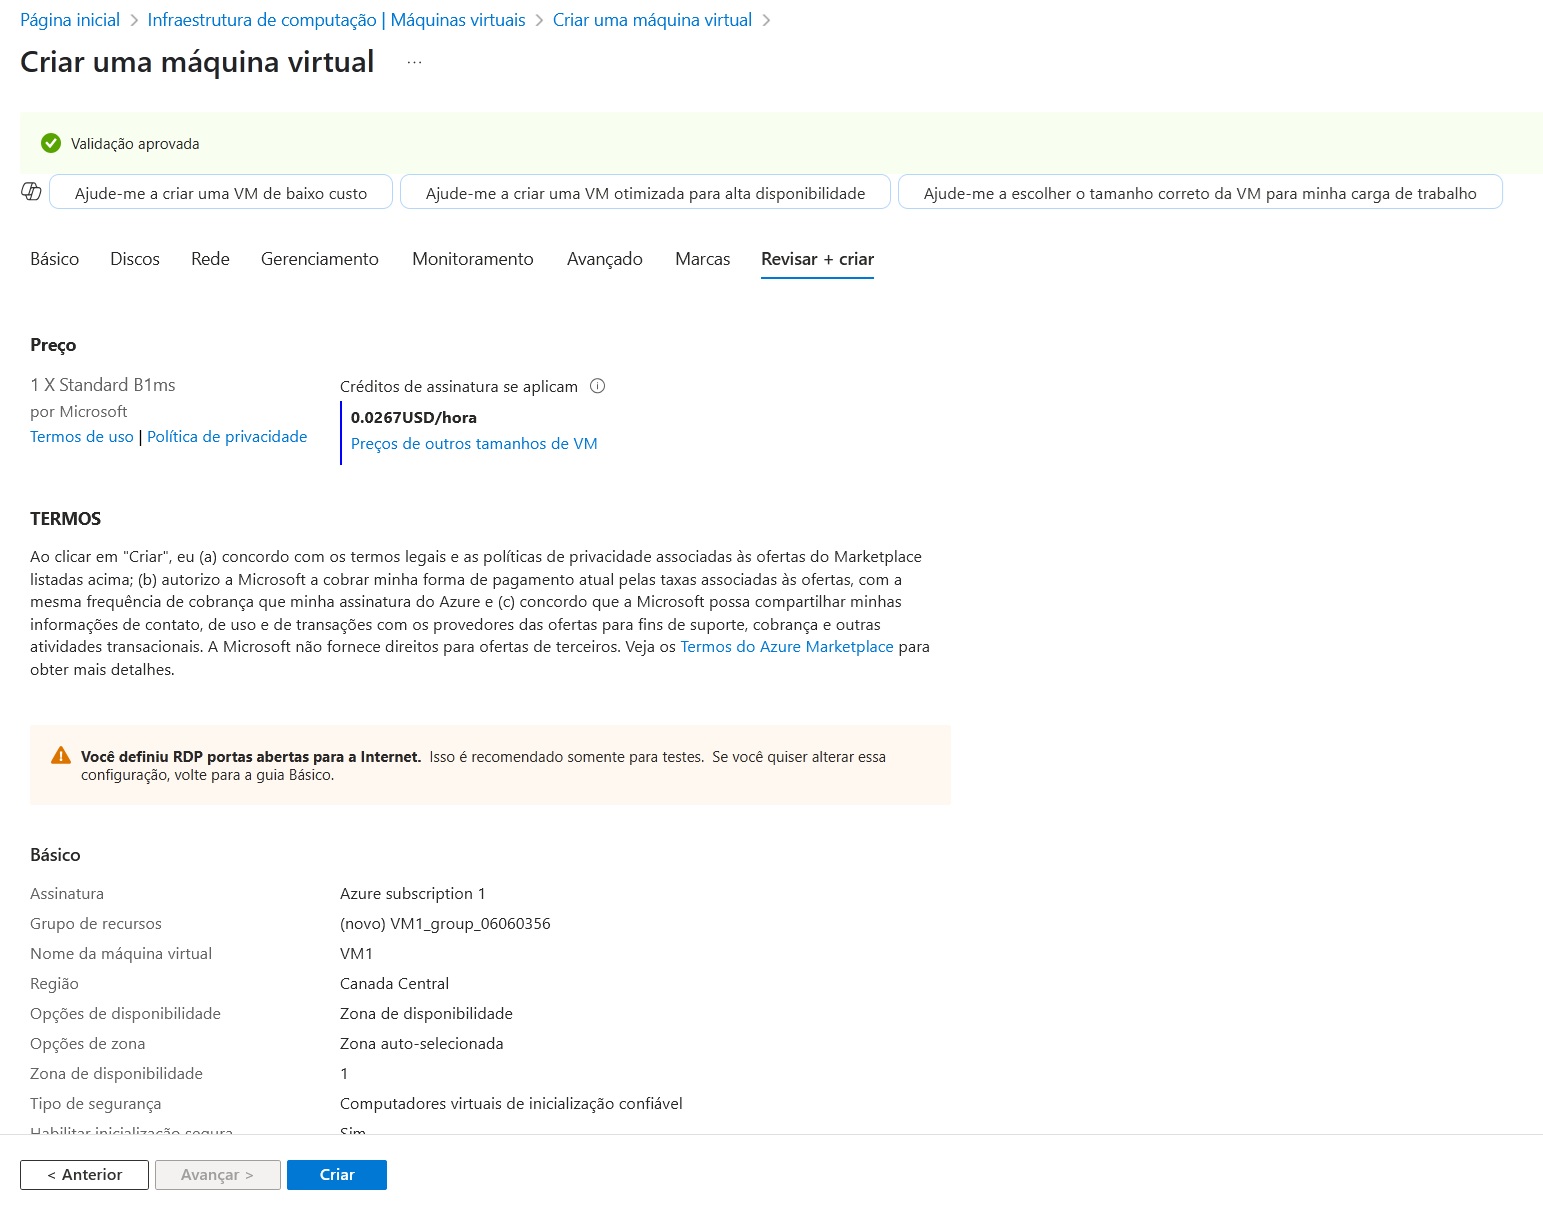 Página inicial > Infraestrutura de computação | Máquinas virtuais > Criar uma máquina virtual >
Criar uma máquina virtual ...
Validação aprovada
Ajude-me a criar uma VM de baixo custo Ajude-me a criar uma VM otimizada para alta disponibilidade Ajude-me a escolher o tamanho correto da VM para minha carga de trabalho
Básico Discos Rede Gerenciamento Monitoramento Avançado Marcas Revisar + criar
Preço
1 X Standard B1ms
por Microsoft
Termos de uso | Política de privacidade
Créditos de assinatura se aplicam
0.0267USD/hora
Preços de outros tamanhos de VM
TERMOS
Ao clicar em "Criar", eu (a) concordo com os termos legais e as políticas de privacidade associadas às ofertas do Marketplace
listadas acima; (b) autorizo a Microsoft a cobrar minha forma de pagamento atual pelas taxas associadas às ofertas, com a
mesma frequência de cobrança que minha assinatura do Azure e (c) concordo que a Microsoft possa compartilhar minhas
informações de contato, de uso e de transações com os provedores das ofertas para fins de suporte, cobrança e outras
atividades transacionais. A Microsoft não fornece direitos para ofertas de terceiros. Veja os Termos do Azure Marketplace para
obter mais detalhes.
Você definiu RDP portas abertas para a Internet. Isso é recomendado somente para testes. Se você quiser alterar essa
configuração, volte para a guia Básico.
Básico
Assinatura Azure subscription 1
Grupo de recursos (novo) VM1_group_06060356
Nome da máquina virtual VM1
Região Canada Central
Opções de disponibilidade Zona de disponibilidade
Opções de zona Zona auto-selecionada
Zona de disponibilidade 1
Tipo de segurança Computadores virtuais de inicialização confiável
Habilitar inicialização segura Sim
< Anterior Avançar > Criar